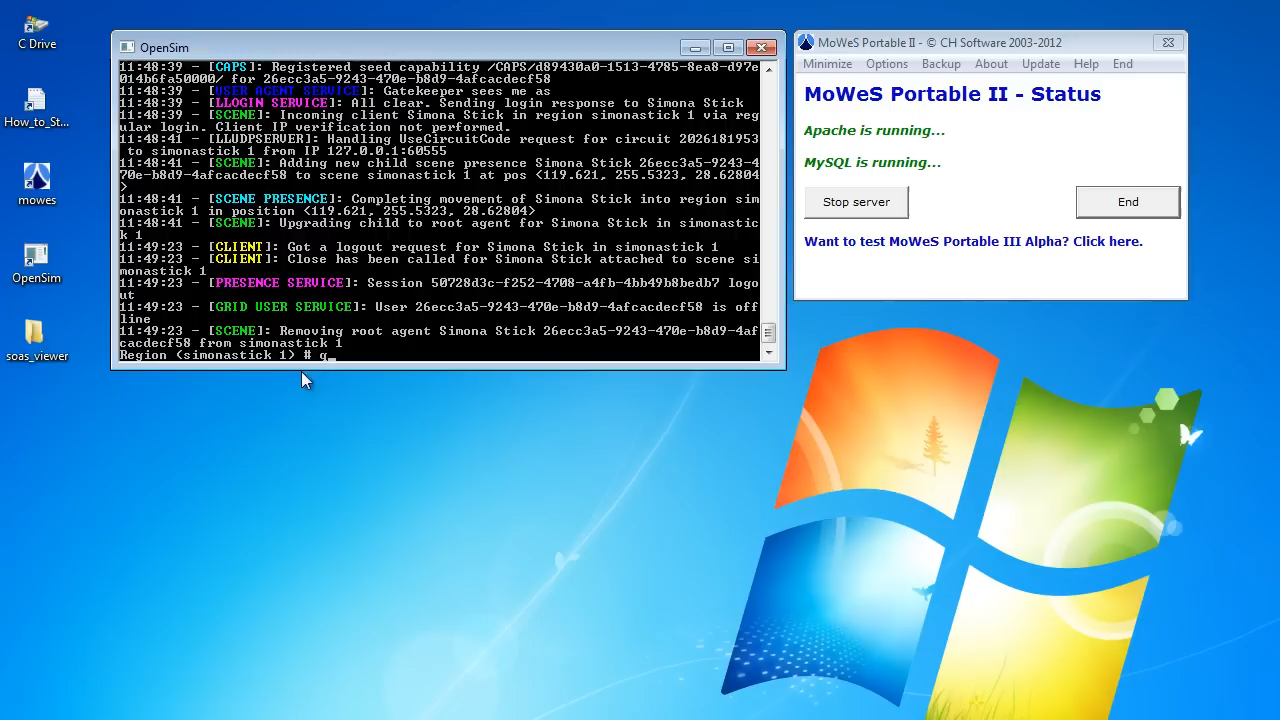 C Drive
How_to_St...
mowes
OpenSim
soas_viewer
OpenSim
11:48:39 - [CAPS]: Registered seed capability /CAPS/d89430a0-1513-4785-8ea8-d97e
014b6fa50000/ for 26ecc3a5-9243-470e-b8d9-4afcacdecf58
11:48:39 - [USER AGENT SERVICE]: Gatekeeper sees me as
11:48:39 - [LLOGIN SERVICE]: All clear. Sending login response to Simona Stick
11:48:39 - [SCENE]: Incoming client Simona Stick in region simonastick 1 via reg
ular login. Client IP verification not performed.
11:48:41 - [LLUDPSERVER]: Handling UseCircuitCode request for circuit 2026181953
 to simonastick 1 from IP 127.0.0.1:60555
11:48:41 - [SCENE]: Adding new child scene presence Simona Stick 26ecc3a5-9243-4
70e-b8d9-4afcacdecf58 to scene simonastick 1 at pos <119.621, 255.5323, 28.62804
>
11:48:41 - [SCENE PRESENCE]: Completing movement of Simona Stick into region sim
onastick 1 in position <119.621, 255.5323, 28.62804>
11:48:41 - [SCENE]: Upgrading child to root agent for Simona Stick in simonastic
k 1
11:49:23 - [CLIENT]: Got a logout request for Simona Stick in simonastick 1
11:49:23 - [CLIENT]: Close has been called for Simona Stick attached to scene si
monastick 1
11:49:23 - [PRESENCE SERVICE]: Session 50728d3c-f252-4708-a4fb-4bb49b8bedb7 logo
ut
11:49:23 - [GRID USER SERVICE]: User 26ecc3a5-9243-470e-b8d9-4afcacdecf58 is off
line
11:49:23 - [SCENE]: Removing root agent Simona Stick 26ecc3a5-9243-470e-b8d9-4af
cacdecf58 from simonastick 1
Region (simonastick 1) # q_
MoWeS Portable II - © CH Software 2003-2012
Minimize Options Backup About Update Help End
MoWeS Portable II - Status
Apache is running...
MySQL is running...
Stop server End
Want to test MoWeS Portable III Alpha? Click here.